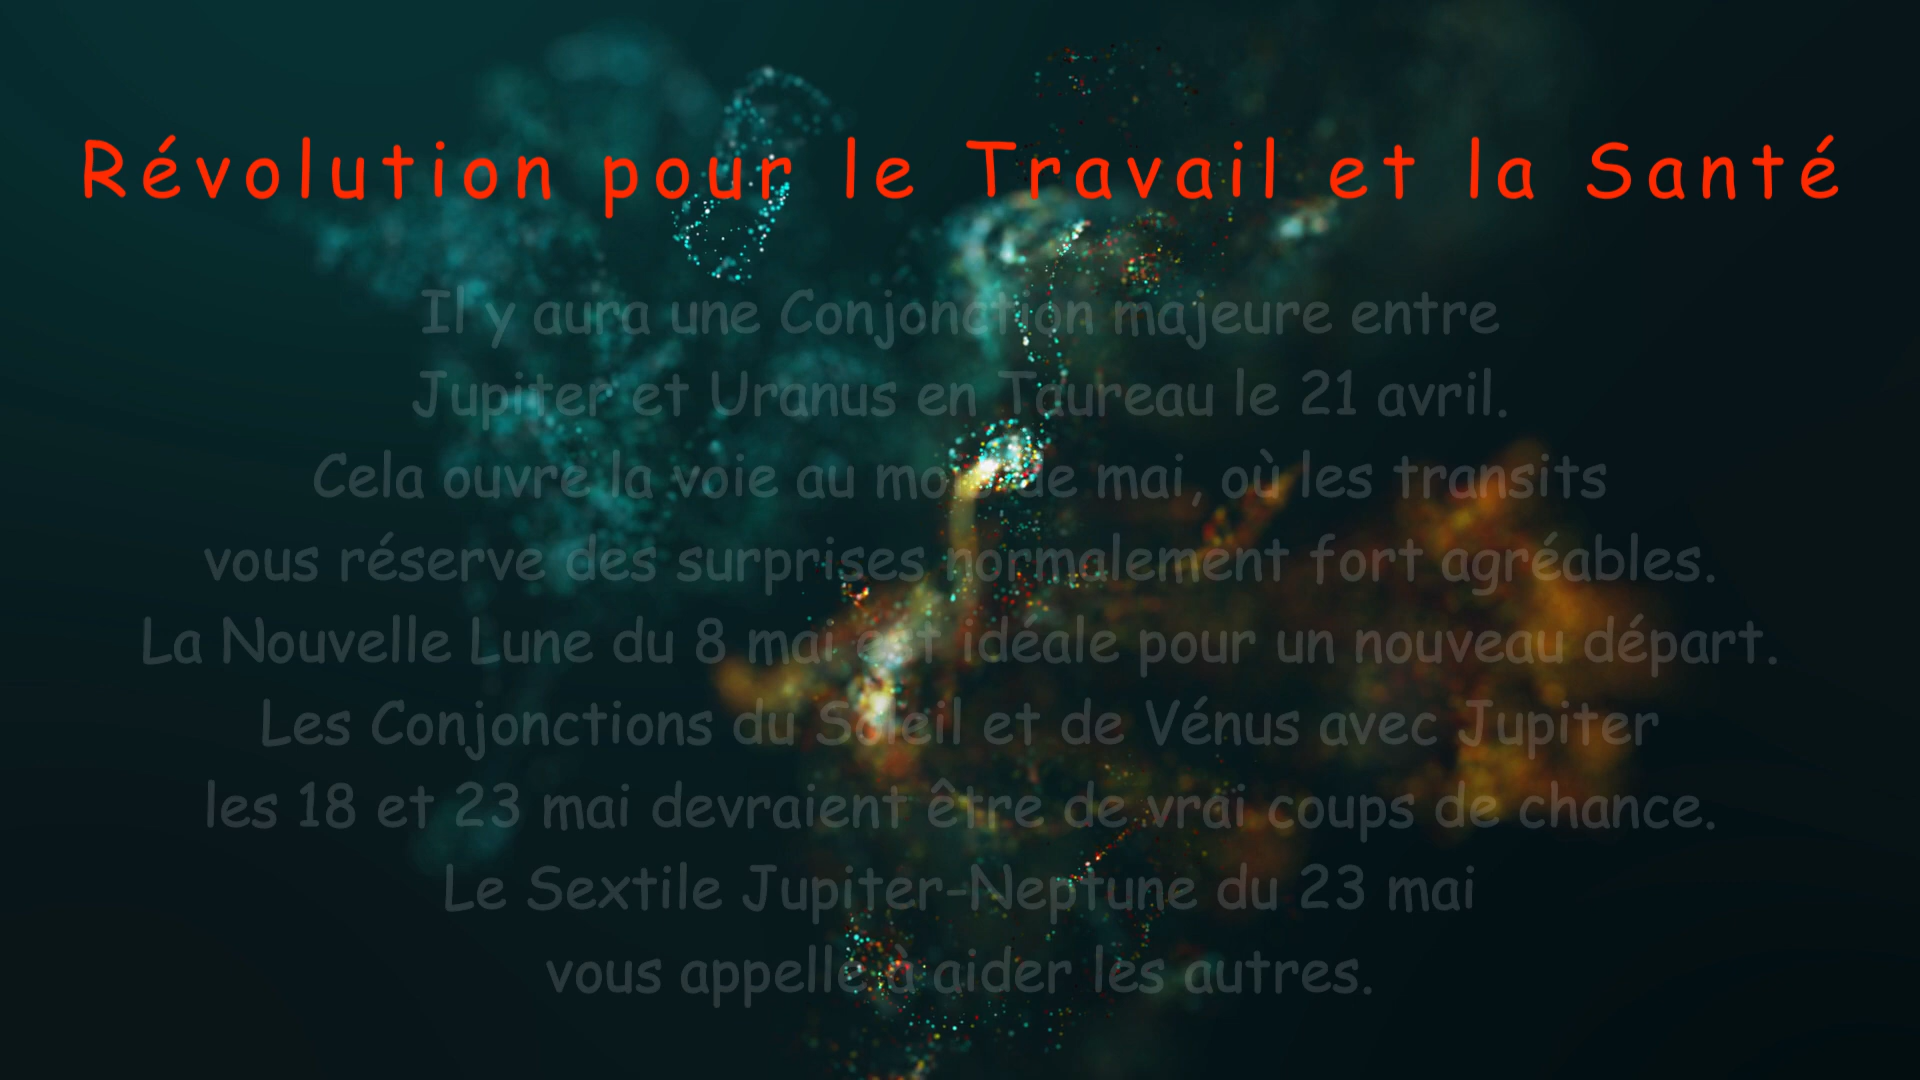 Révolution pour le Travail et la Santé
Il y aura une Conjonction majeure entre
Jupiter et Uranus en Taureau le 21 avril.
Cela ouvre la voie au mois de mai, où les transits
vous réserve des surprises normalement fort agréables.
La Nouvelle Lune du 8 mai est idéale pour un nouveau départ.
Les Conjonctions du Soleil et de Vénus avec Jupiter
les 18 et 23 mai devraient être de vrai coups de chance.
Le Sextile Jupiter-Neptune du 23 mai
vous appelle à aider les autres.